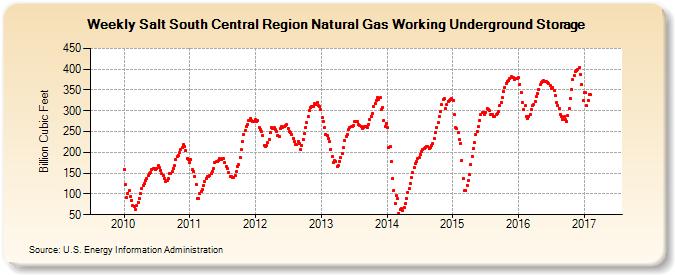 Weekly Salt South Central Region Natural Gas Working Underground Storage
Billion Cubic Feet
450
400
350
300
250
200
150
100
50
2010 2011 2012 2013 2014 2015 2016 2017
Source: U.S. Energy Information Administration